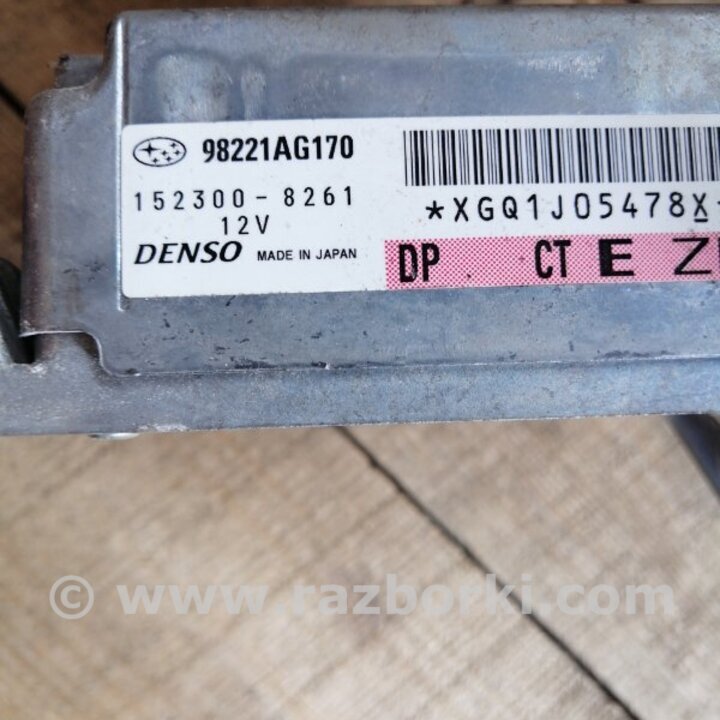 98221AG170
152300-8261
12V
DENSO MADE IN JAPAN
*XGQ1J05478X
DP CT E Z
© www.razborki.com